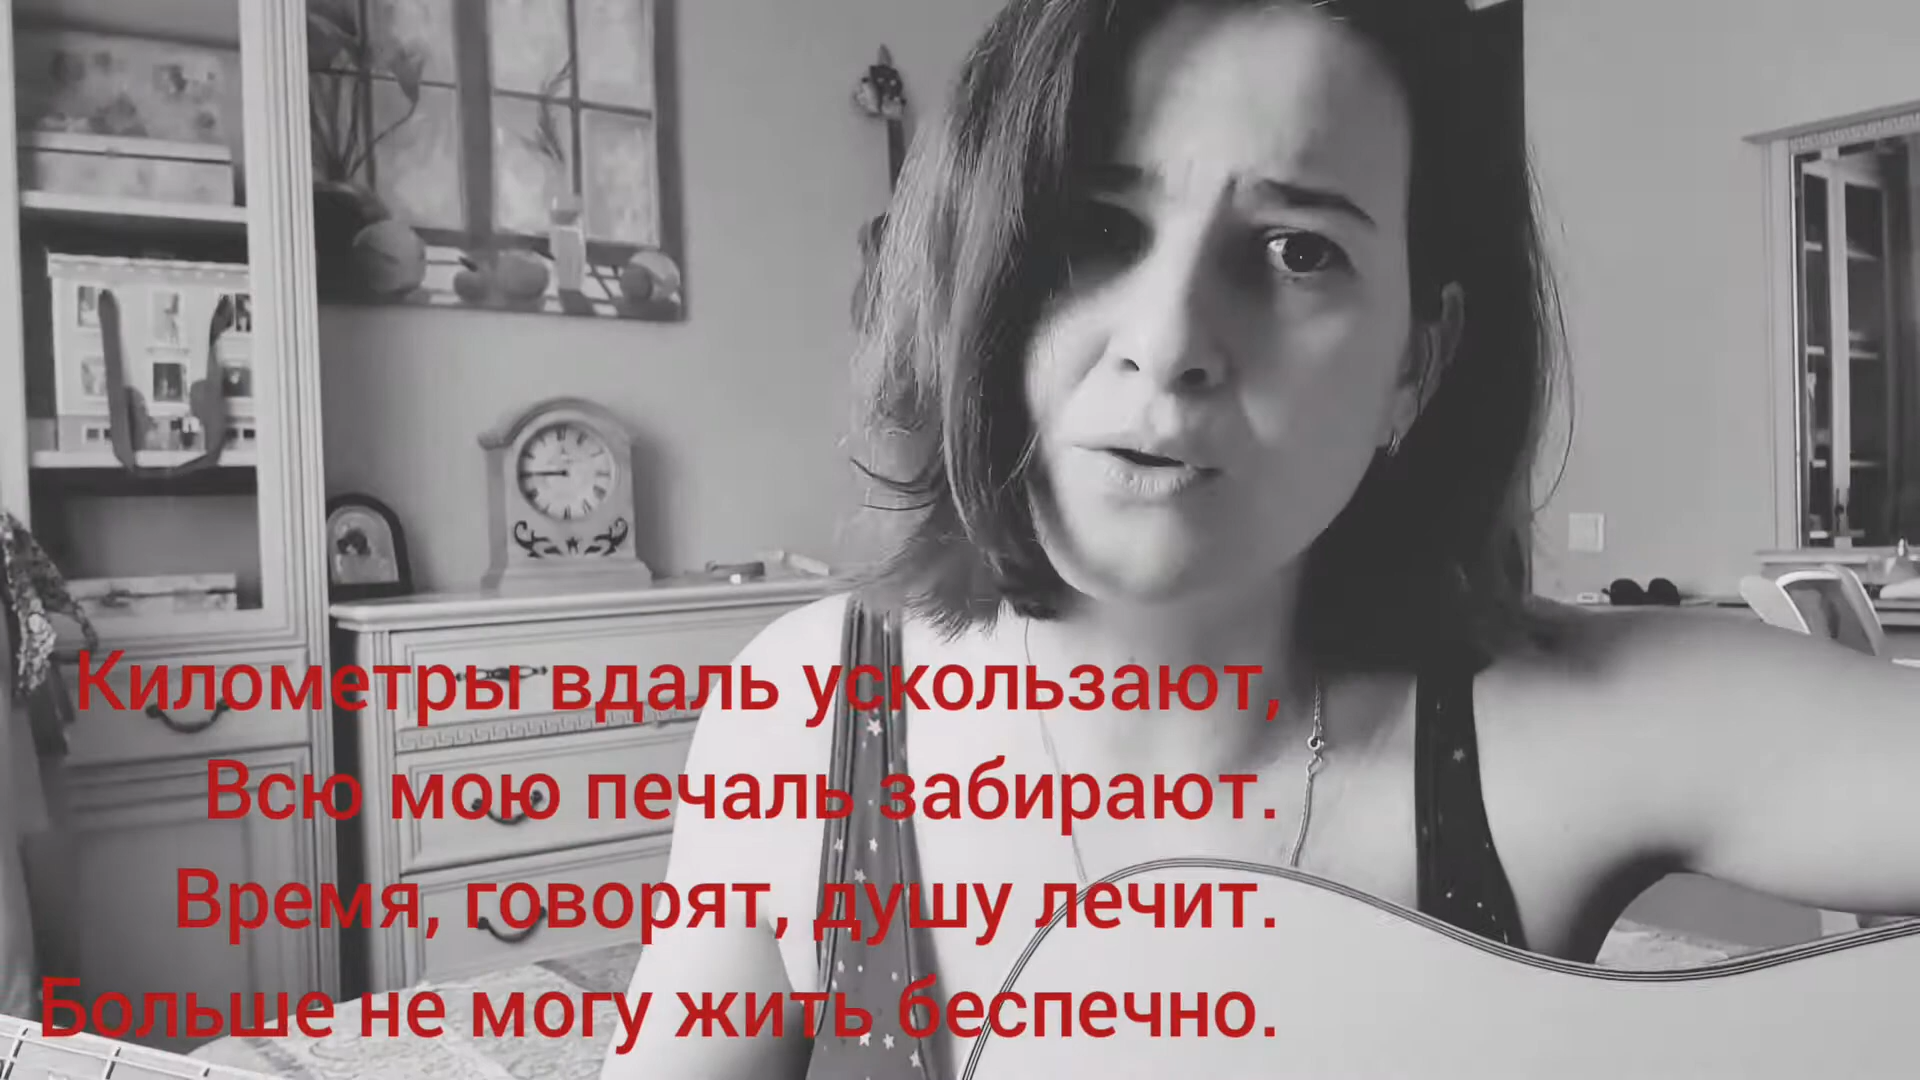 Километры вдаль ускользают,
Всю мою печаль забирают.
Время, говорят, душу лечит.
Больше не могу жить беспечно.